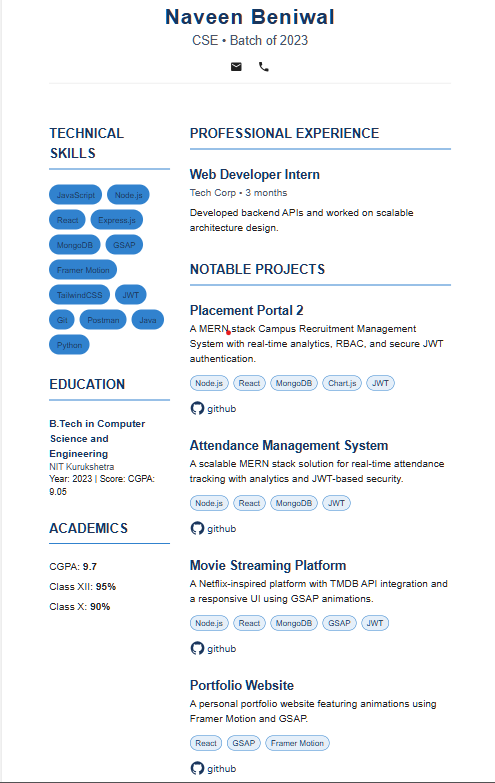 Naveen Beniwal
CSE • Batch of 2023
TECHNICAL
SKILLS
JavaScript Node.js
React Express.js
MongoDB GSAP
Framer Motion
TailwindCSS JWT
Git Postman Java
Python
EDUCATION
B.Tech in Computer
Science and
Engineering
NIT Kurukshetra
Year: 2023 | Score: CGPA:
9.05
ACADEMICS
CGPA: 9.7
Class XII: 95%
Class X: 90%
PROFESSIONAL EXPERIENCE
Web Developer Intern
Tech Corp • 3 months
Developed backend APIs and worked on scalable
architecture design.
NOTABLE PROJECTS
Placement Portal 2
A MERN stack Campus Recruitment Management
System with real-time analytics, RBAC, and secure JWT
authentication.
Node.js React MongoDB Chart.js JWT
github
Attendance Management System
A scalable MERN stack solution for real-time attendance
tracking with analytics and JWT-based security.
Node.js React MongoDB JWT
github
Movie Streaming Platform
A Netflix-inspired platform with TMDB API integration and
a responsive UI using GSAP animations.
Node.js React MongoDB GSAP JWT
github
Portfolio Website
A personal portfolio website featuring animations using
Framer Motion and GSAP.
React GSAP Framer Motion
github